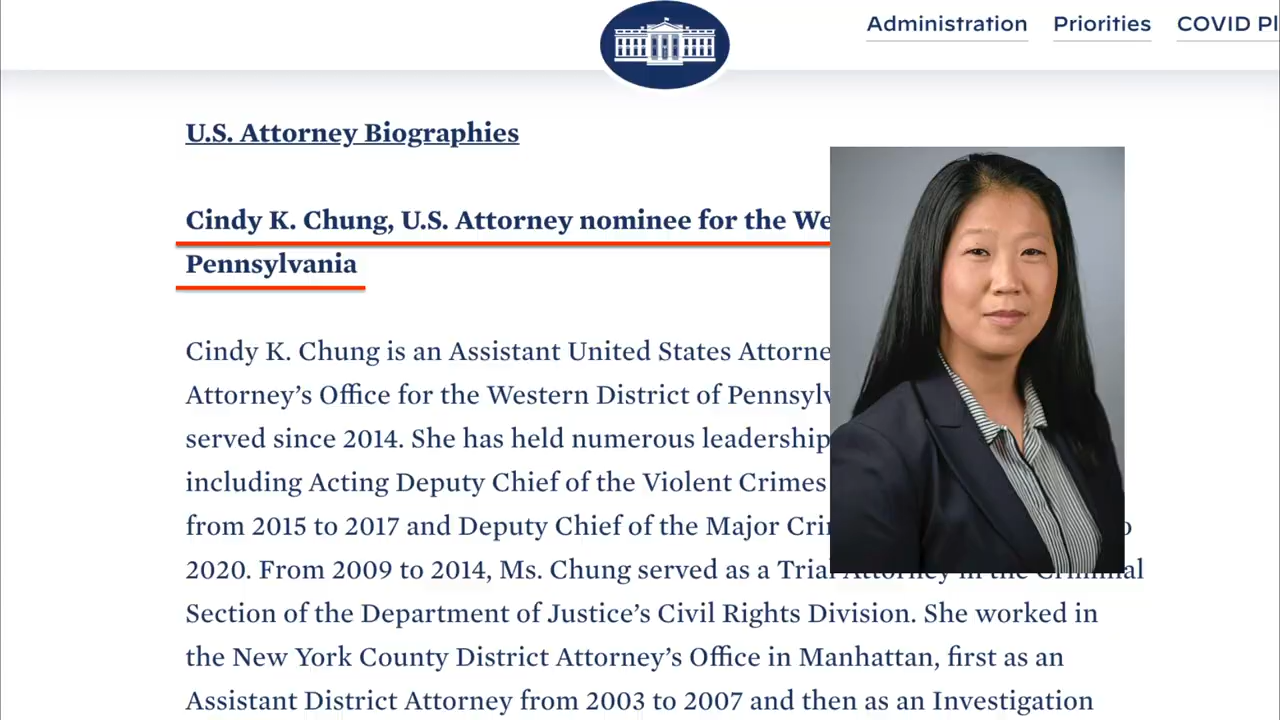 Administration Priorities COVID Pl
U.S. Attorney Biographies
Cindy K. Chung, U.S. Attorney nominee for the We
Pennsylvania
Cindy K. Chung is an Assistant United States Attorne
Attorney’s Office for the Western District of Pennsylv
served since 2014. She has held numerous leadership
including Acting Deputy Chief of the Violent Crimes
from 2015 to 2017 and Deputy Chief of the Major Cri o
2020. From 2009 to 2014, Ms. Chung served as a Trial Attorney in the Criminal
Section of the Department of Justice’s Civil Rights Division. She worked in
the New York County District Attorney’s Office in Manhattan, first as an
Assistant District Attorney from 2003 to 2007 and then as an Investigation